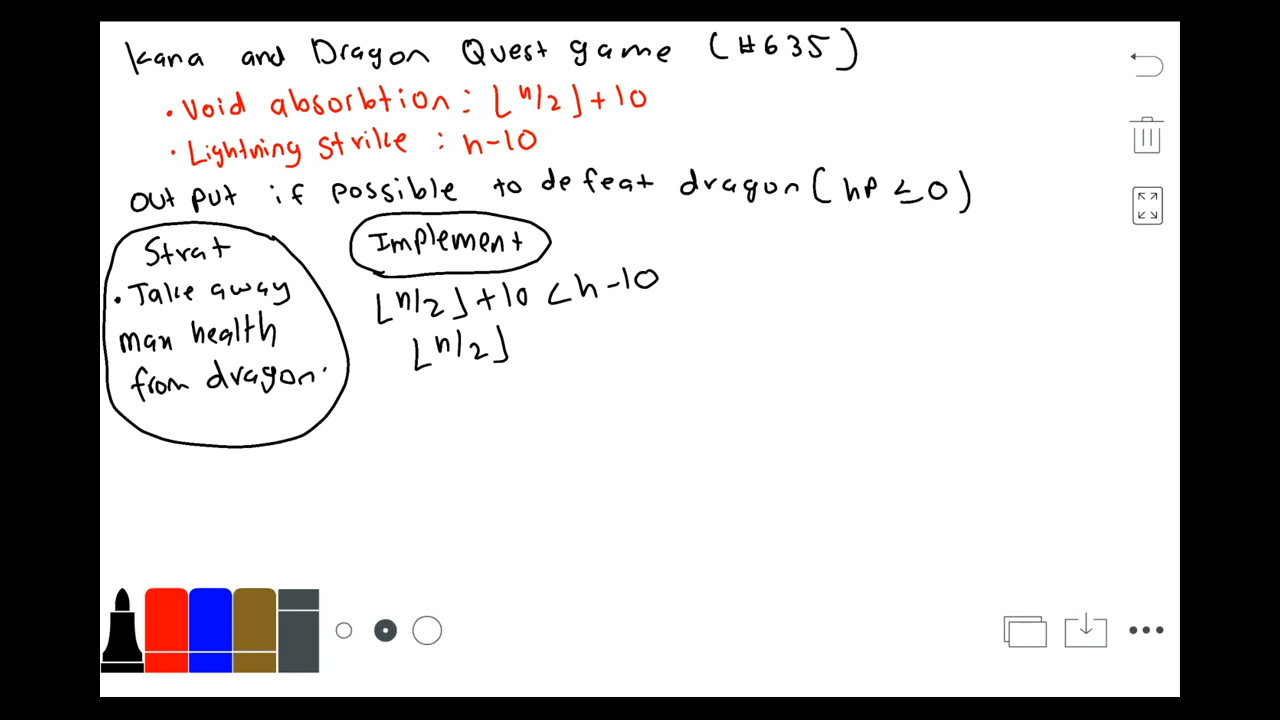 Kana and Dragon Quest game (#635)
• Void absorbtion: ⌊n/2⌋+10
• Lightning strike : h-10
Output if possible to defeat dragon (hp ≤0)
Strat
• Take away
max health
from dragon.
Implement
⌊n/2⌋+10 < h-10
⌊n/2⌋